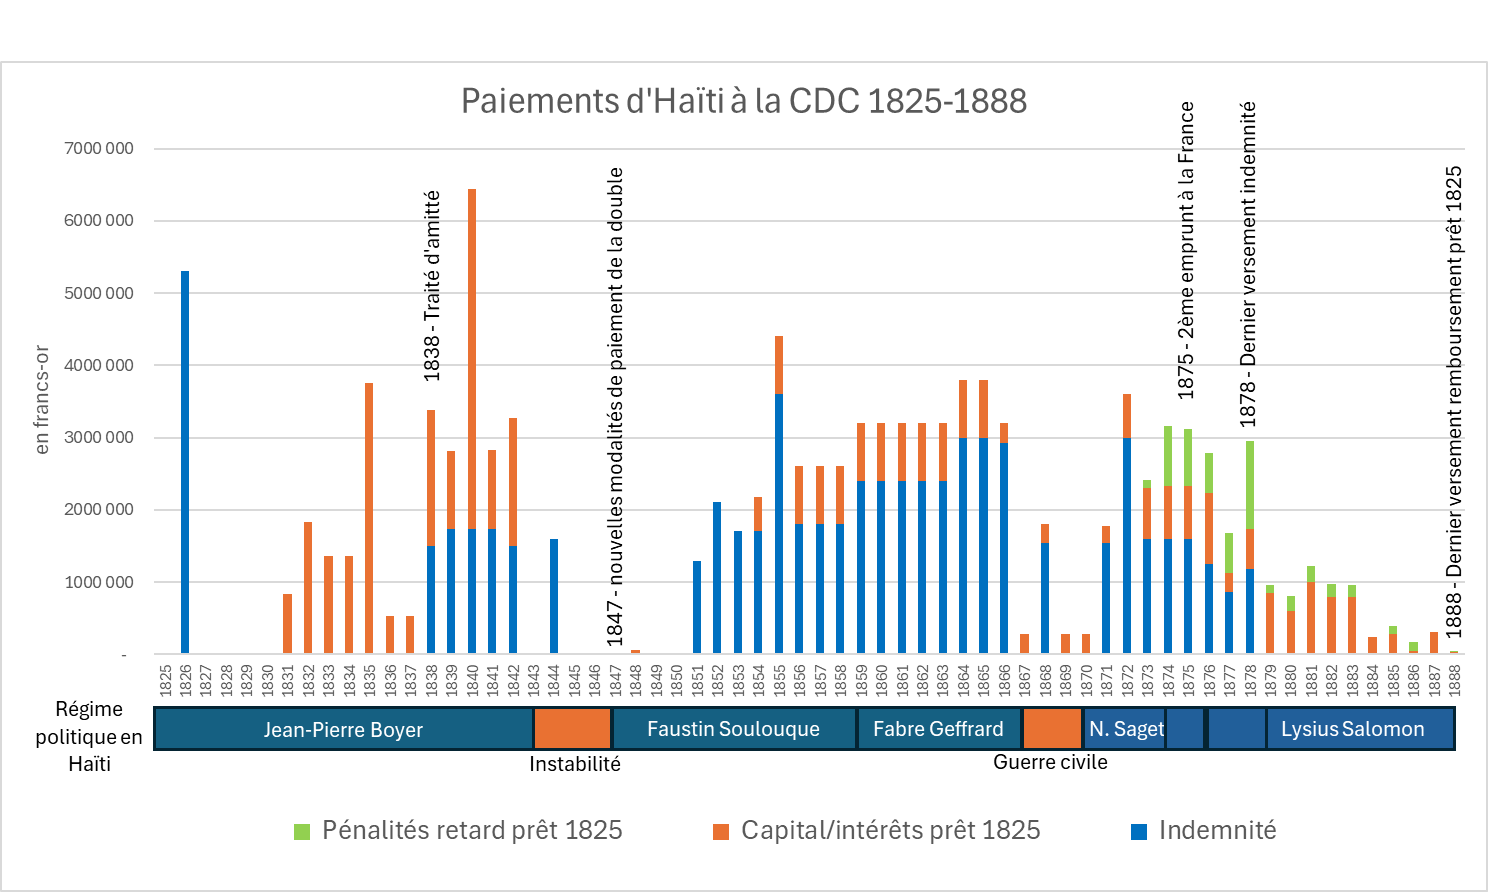 Paiements d'Haïti à la CDC 1825-1888
en francs-or
7000 000
6000 000
5000 000
4000 000
3000 000
2000 000
1000 000
-
1838 - Traité d'amitté
1847 - nouvelles modalités de paiement de la double
1875 - 2ème emprunt à la France
1878 - Dernier versement indemnité
1888 - Dernier versement remboursement prêt 1825
1825 1826 1827 1828 1829 1830 1831 1832 1833 1834 1835 1836 1837 1838 1839 1840 1841 1842 1843 1844 1845 1846 1847 1848 1849 1850 1851 1852 1853 1854 1855 1856 1857 1858 1859 1860 1861 1862 1863 1864 1865 1866 1867 1868 1869 1870 1871 1872 1873 1874 1875 1876 1877 1878 1879 1880 1881 1882 1883 1884 1885 1886 1887 1888
Régime
politique en
Haïti
Jean-Pierre Boyer
Faustin Soulouque
Fabre Geffrard
N. Saget
Lysius Salomon
Instabilité
Guerre civile
Pénalités retard prêt 1825
Capital/intérêts prêt 1825
Indemnité